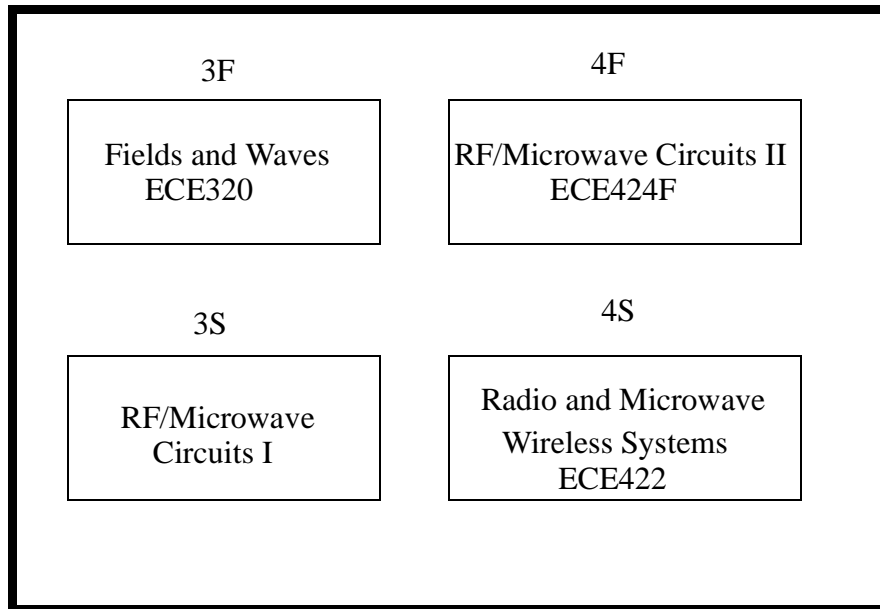 3F
Fields and Waves
ECE320
4F
RF/Microwave Circuits II
ECE424F
3S
RF/Microwave
Circuits I
4S
Radio and Microwave
Wireless Systems
ECE422